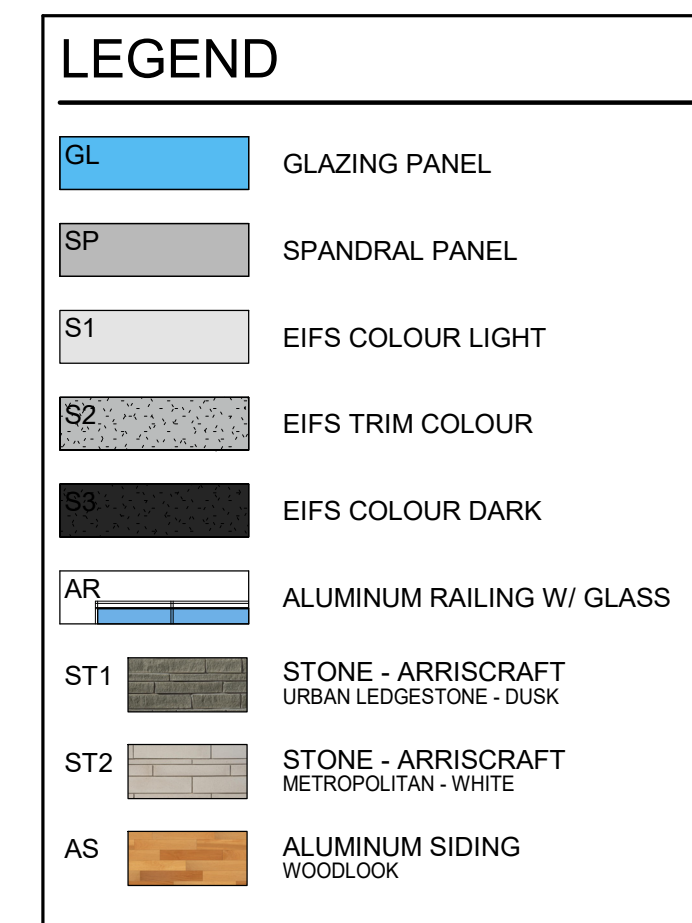 LEGEND
GL GLAZING PANEL
SP SPANDRAL PANEL
S1 EIFS COLOUR LIGHT
S2 EIFS TRIM COLOUR
S3 EIFS COLOUR DARK
AR ALUMINUM RAILING W/ GLASS
ST1 STONE - ARRISCRAFT
URBAN LEDGESTONE - DUSK
ST2 STONE - ARRISCRAFT
METROPOLITAN - WHITE
AS ALUMINUM SIDING
WOODLOOK